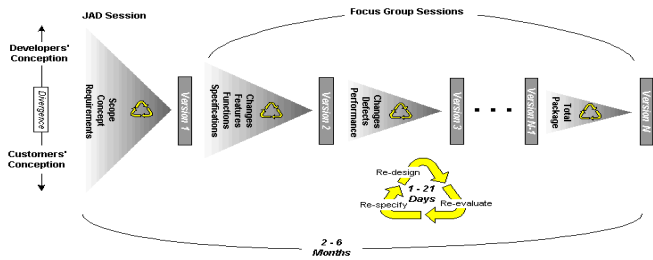 JAD Session
Focus Group Sessions
Developers'
Conception
Divergence
Customers'
Conception
Scope
Concept
Requirements
Version 1
Changes
Features
Functions
Specifications
Version 2
Changes
Defects
Performance
Version 3
Version N-1
Total
Package
Version N
Re-design
1 - 21
Days
Re-specify
Re-evaluate
2 - 6
Months